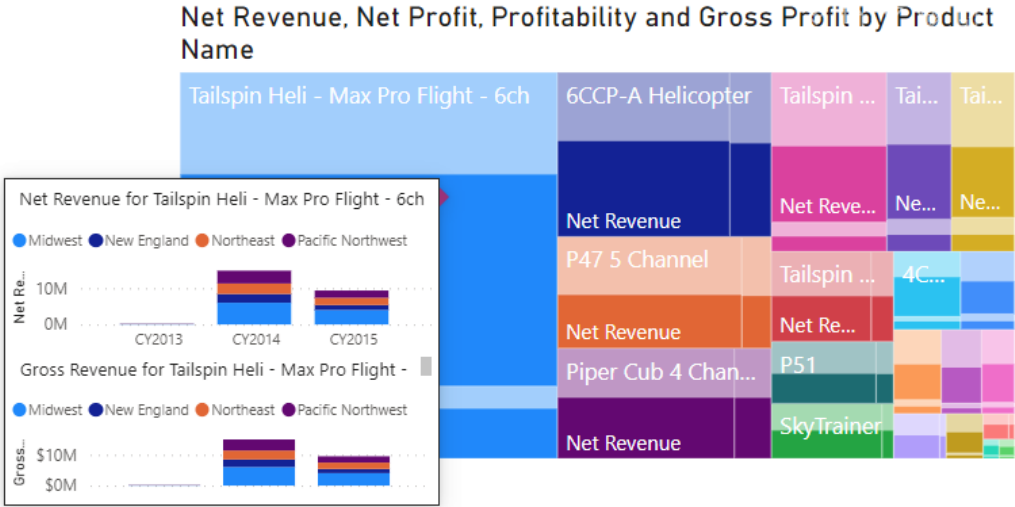 Net Revenue, Net Profit, Profitability and Gross Profit by Product
Name
Tailspin Heli - Max Pro Flight - 6ch
6CCP-A Helicopter
Tailspin ...
Tai...
Tai...
Net Revenue
Net Reve...
Ne...
Ne...
P47 5 Channel
Tailspin ...
4C...
Net Revenue
Net Re...
Piper Cub 4 Chan...
P51
Net Revenue
SkyTrainer
Net Revenue for Tailspin Heli - Max Pro Flight - 6ch
Midwest New England Northeast Pacific Northwest
Net Re...
10M
0M
CY2013 CY2014 CY2015
Gross Revenue for Tailspin Heli - Max Pro Flight -
Midwest New England Northeast Pacific Northwest
Gross...
$10M
$0M